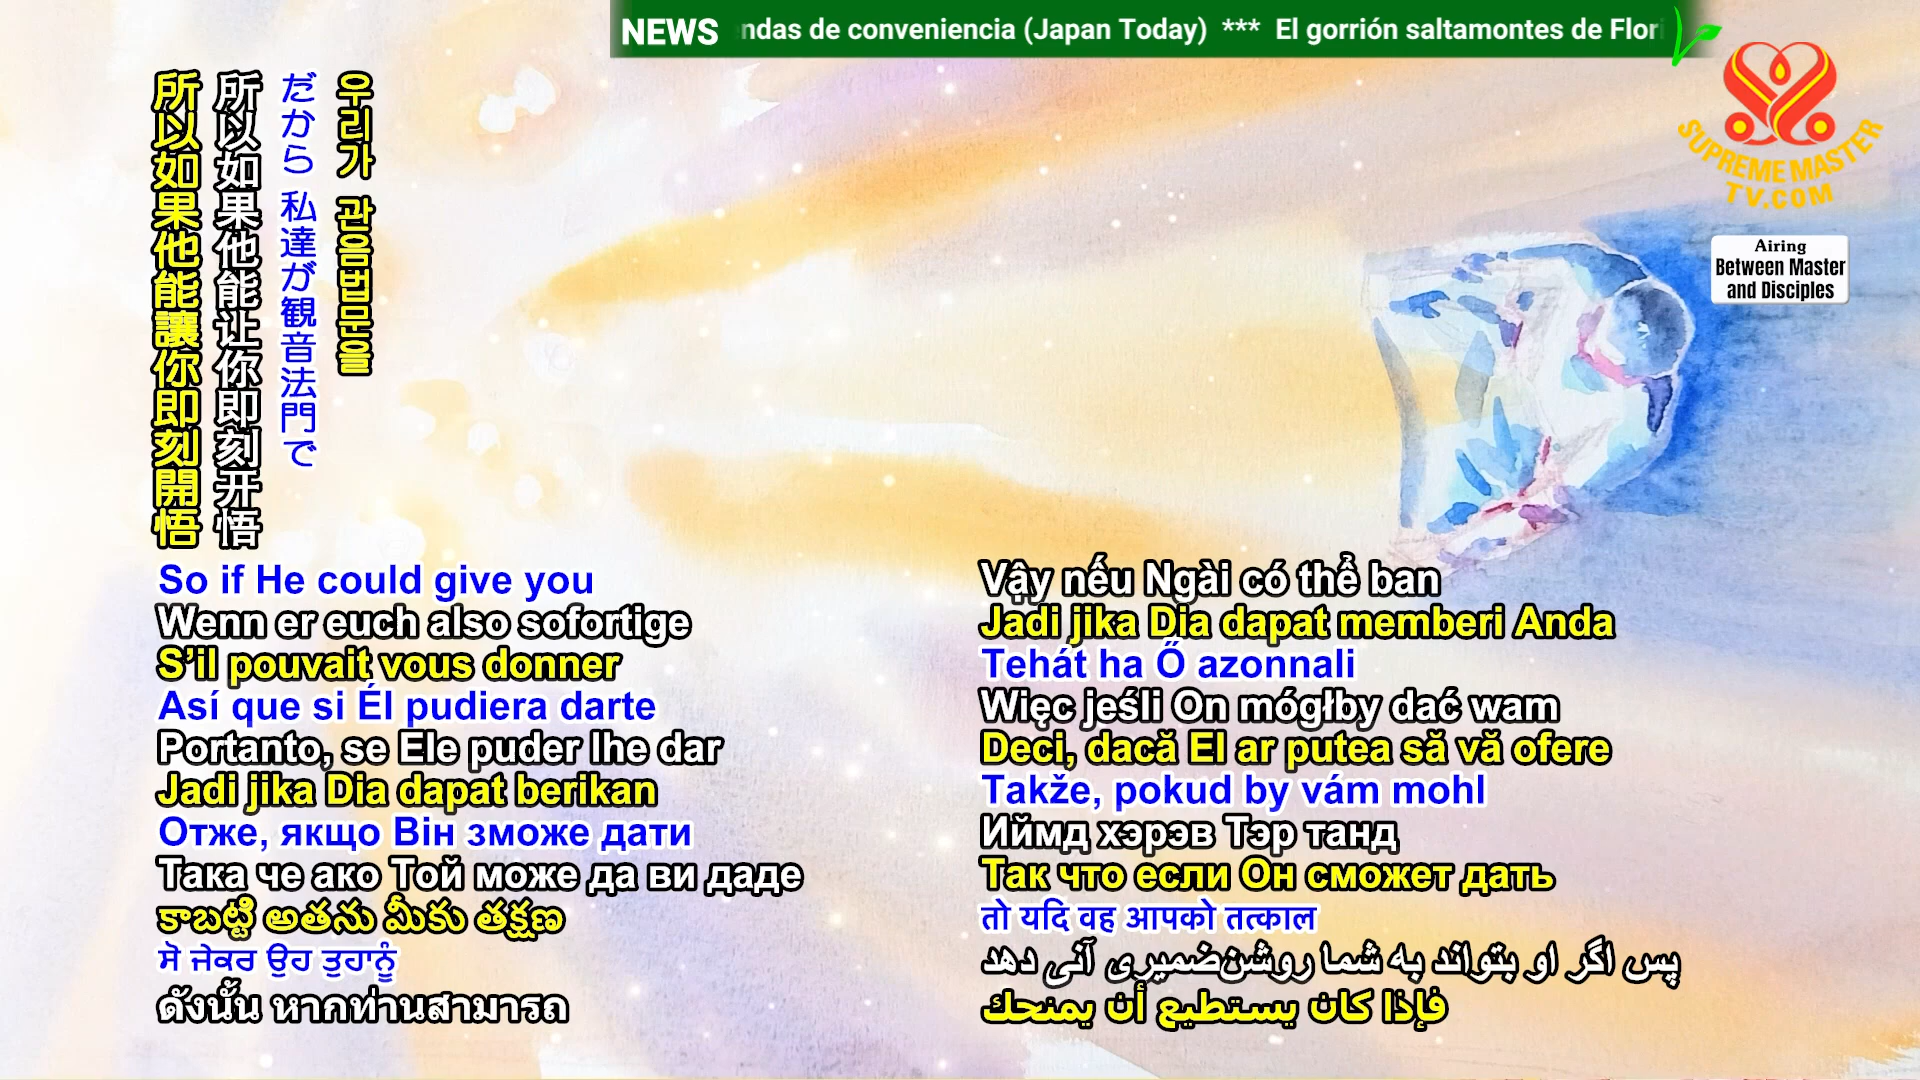 NEWS ndas de conveniencia (Japan Today) *** El gorrión saltamontes de Flori
SUPREME MASTER
TV.COM
Airing
Between Master
and Disciples
우리가 관음법문을
だから 私達が観音法門で
所以如果他能让你即刻开悟
所以如果他能讓你即刻開悟
So if He could give you
Wenn er euch also sofortige
S’il pouvait vous donner
Así que si Él pudiera darte
Portanto, se Ele puder lhe dar
Jadi jika Dia dapat berikan
Отже, якщо Він зможе дати
Така че ако Той може да ви даде
కాబట్టి అతను మీకు తక్షణ
ਸੋ ਜੇਕਰ ਉਹ ਤੁਹਾਨੂੰ
ดังนั้น หากท่านสามารถ
Vậy nếu Ngài có thể ban
Jadi jika Dia dapat memberi Anda
Tehát ha Ő azonnali
Więc jeśli On mógłby dać wam
Deci, dacă El ar putea să vă ofere
Takže, pokud by vám mohl
Иймд хэрэв Тэр танд
Так что если Он сможет дать
तो यदि वह आपको तत्काल
پس اگر او بتواند به شما روشن‌ضمیری آنی دهد
فإذا كان يستطيع أن يمنحك